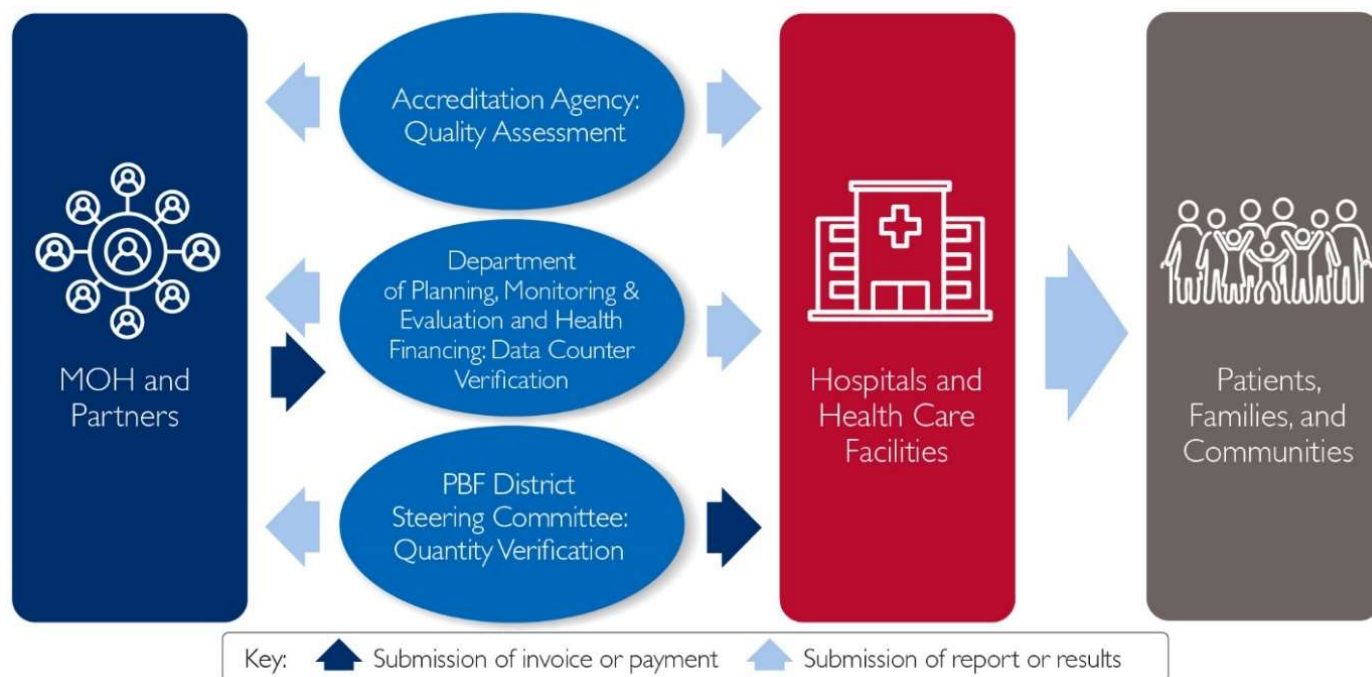 MOH and
Partners
Accreditation Agency:
Quality Assessment
Department
of Planning, Monitoring &
Evaluation and Health
Financing: Data Counter
Verification
PBF District
Steering Committee:
Quantity Verification
Hospitals and
Health Care
Facilities
Patients,
Families, and
Communities
Key: Submission of invoice or payment Submission of report or results